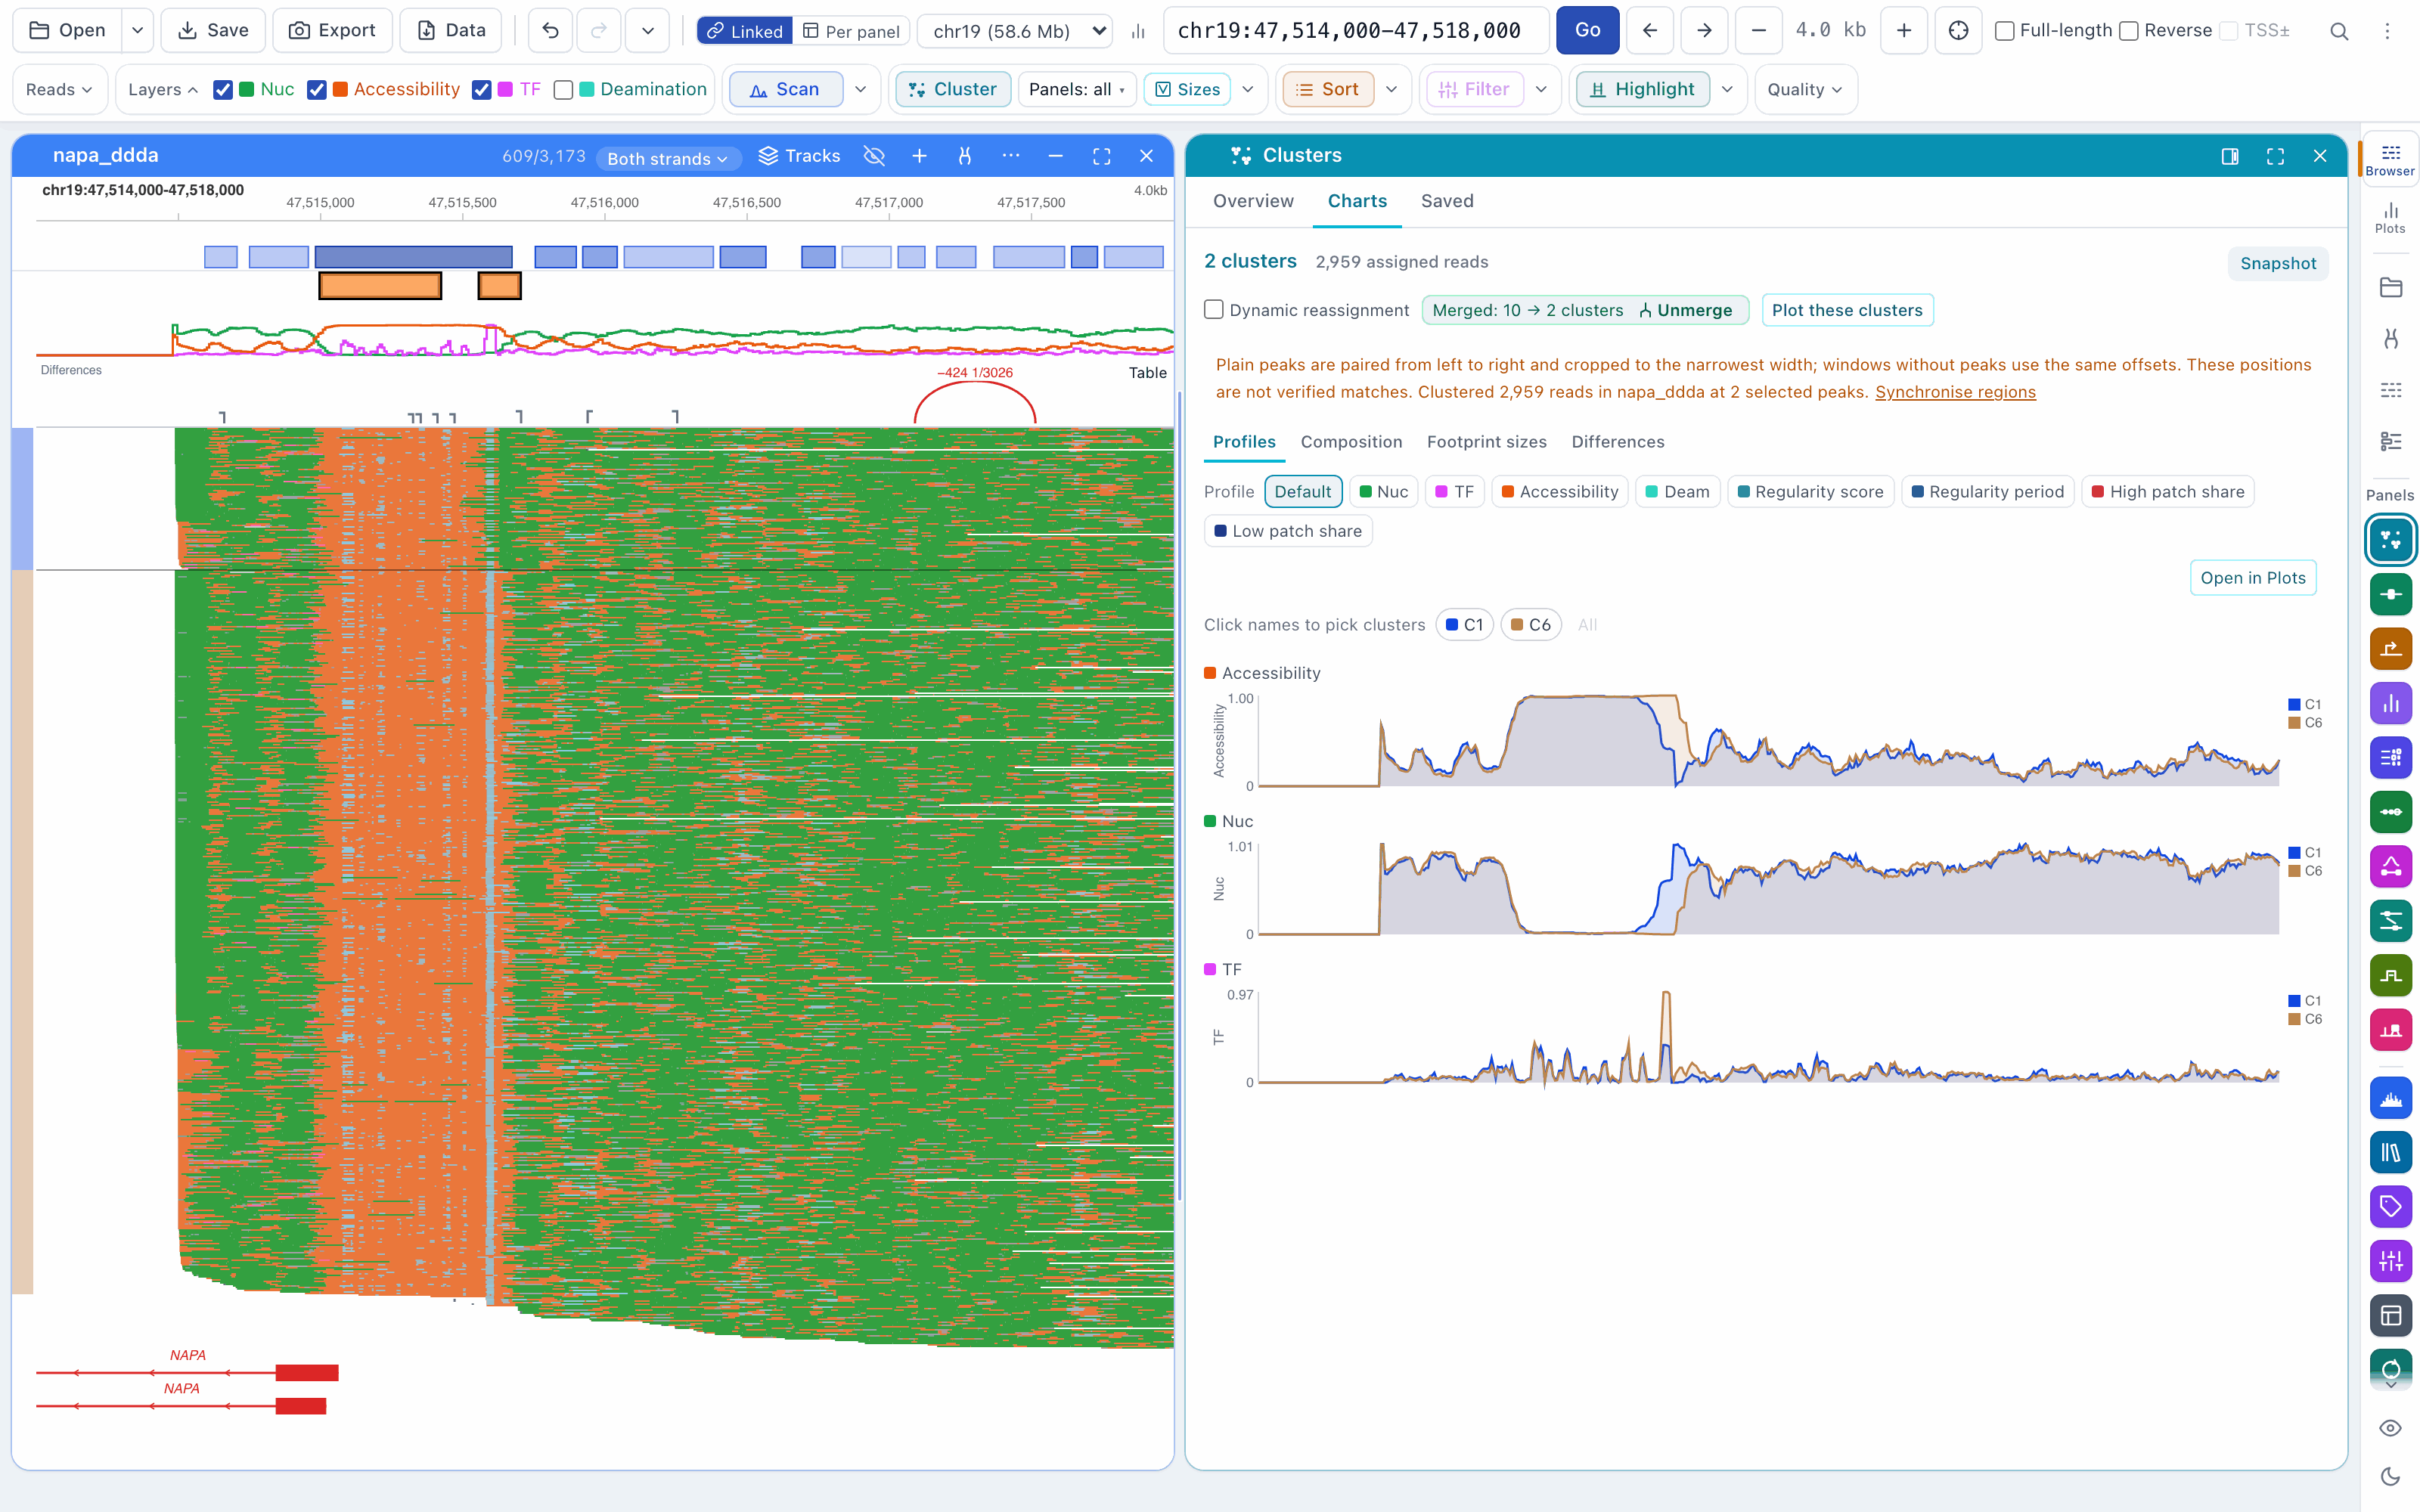 Open Save Export Data Linked Per panel chr19 (58.6 Mb) chr19:47,514,000–47,518,000 Go 4.0 kb Full-length Reverse TSS±
Reads Layers Nuc Accessibility TF Deamination Scan Cluster Panels: all Sizes Sort Filter Highlight Quality
napa_ddda 609/3,173 Both strands Tracks
chr19:47,514,000-47,518,000 4.0kb
47,515,000 47,515,500 47,516,000 47,516,500 47,517,000 47,517,500
Differences
−424 1/3026 Table
NAPA
NAPA
Clusters
Overview Charts Saved
2 clusters 2,959 assigned reads Snapshot
Dynamic reassignment Merged: 10 → 2 clusters Unmerge Plot these clusters
Plain peaks are paired from left to right and cropped to the narrowest width; windows without peaks use the same offsets. These positions
are not verified matches. Clustered 2,959 reads in napa_ddda at 2 selected peaks. Synchronise regions
Profiles Composition Footprint sizes Differences
Profile Default Nuc TF Accessibility Deam Regularity score Regularity period High patch share
Low patch share
Open in Plots
Click names to pick clusters C1 C6 All
Accessibility
1.00
Accessibility
0
C1
C6
Nuc
1.01
Nuc
0
C1
C6
TF
0.97
TF
0
C1
C6
Browser
Plots
Panels